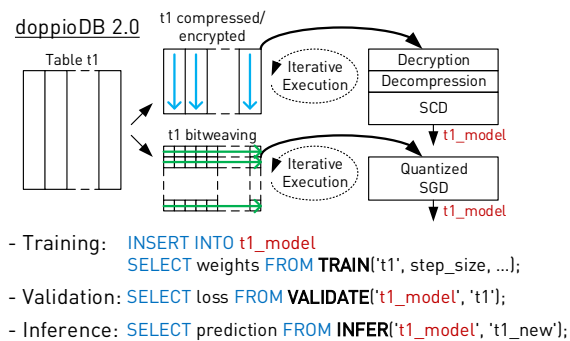 doppioDB 2.0
Table t1
t1 compressed/
encrypted
Iterative
Execution
Decryption
Decompression
SCD
t1_model
t1 bitweaving
Iterative
Execution
Quantized
SGD
t1_model
- Training: INSERT INTO t1_model
SELECT weights FROM TRAIN('t1', step_size, ...);
- Validation: SELECT loss FROM VALIDATE('t1_model', 't1');
- Inference: SELECT prediction FROM INFER('t1_model', 't1_new');